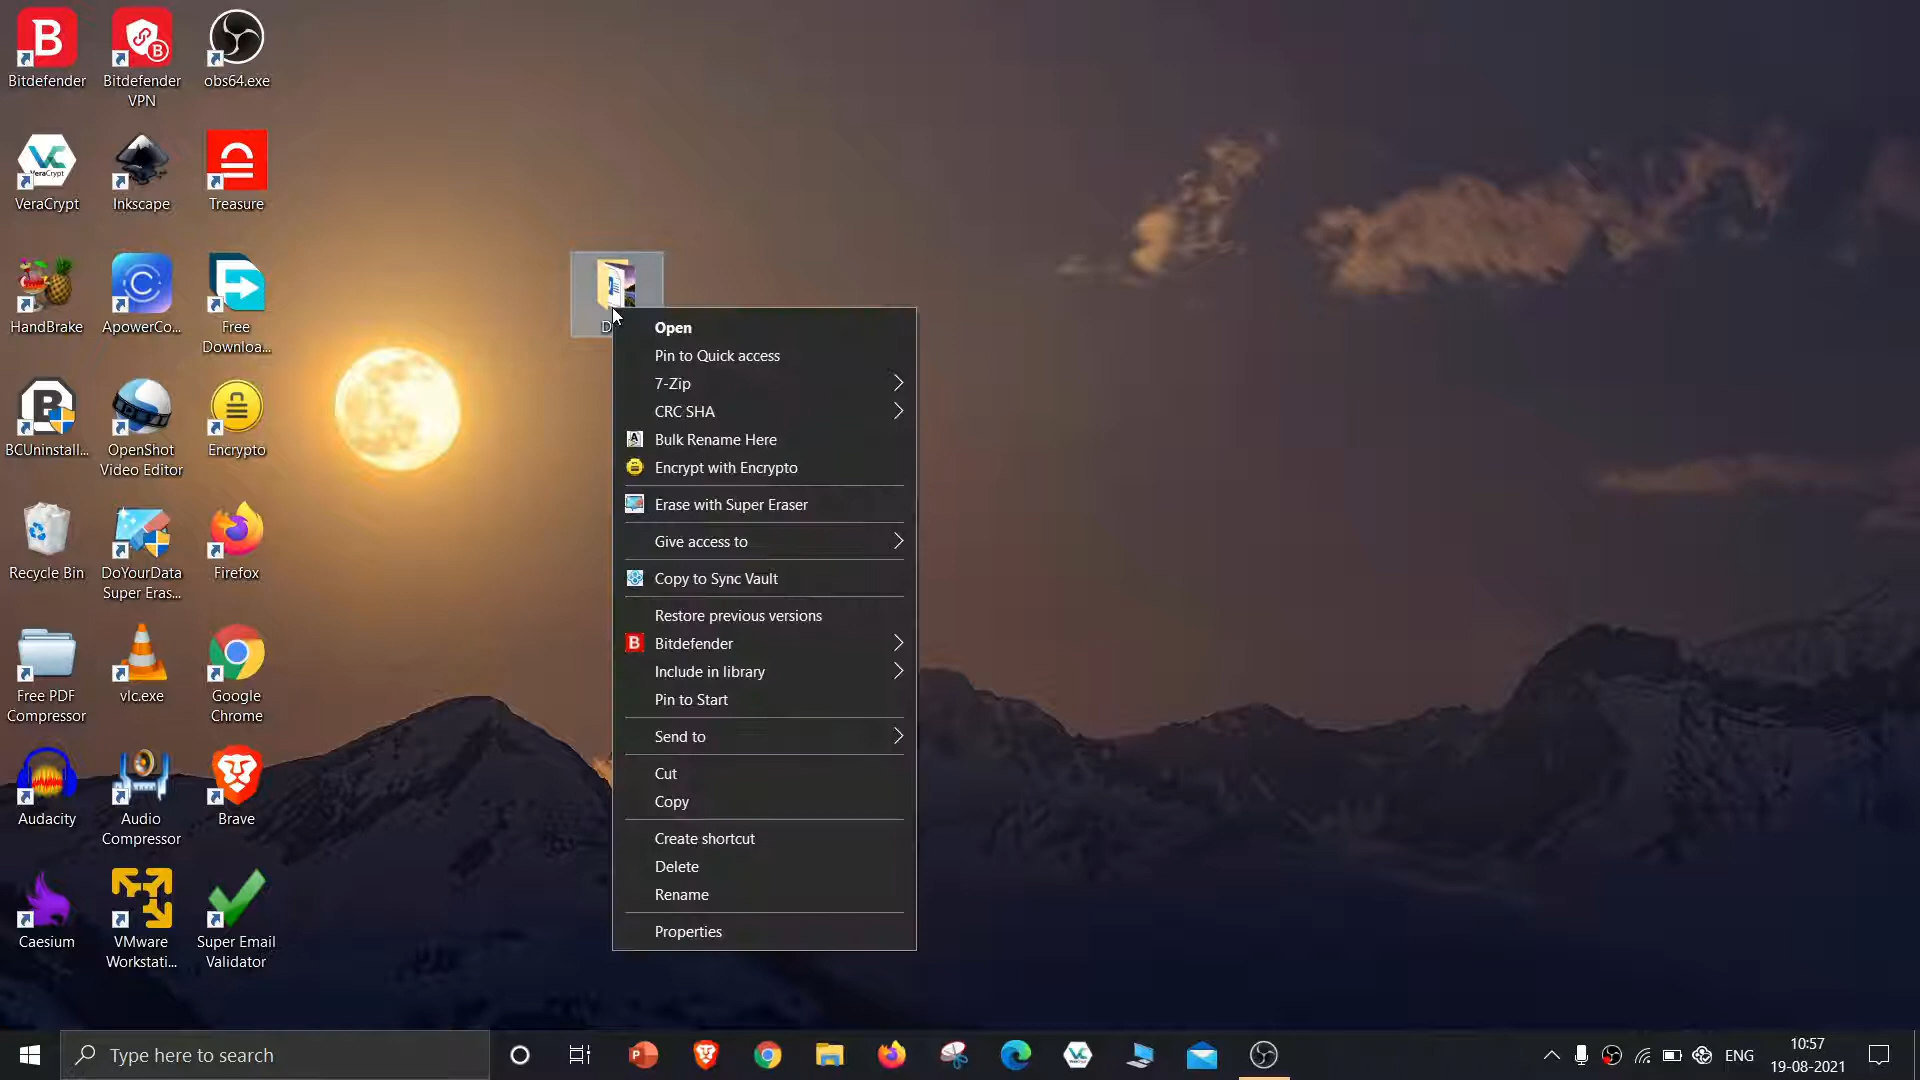 Bitdefender
Bitdefender
VPN
obs64.exe
VeraCrypt
Inkscape
Treasure
HandBrake
ApowerCo...
Free
Downloa...
BCUninstall...
OpenShot
Video Editor
Encrypto
Recycle Bin
DoYourData
Super Eras...
Firefox
Free PDF
Compressor
vlc.exe
Google
Chrome
Audacity
Audio
Compressor
Brave
Caesium
VMware
Workstati...
Super Email
Validator
Open
Pin to Quick access
7-Zip
CRC SHA
Bulk Rename Here
Encrypt with Encrypto
Erase with Super Eraser
Give access to
Copy to Sync Vault
Restore previous versions
Bitdefender
Include in library
Pin to Start
Send to
Cut
Copy
Create shortcut
Delete
Rename
Properties
Type here to search
ENG
10:57
19-08-2021